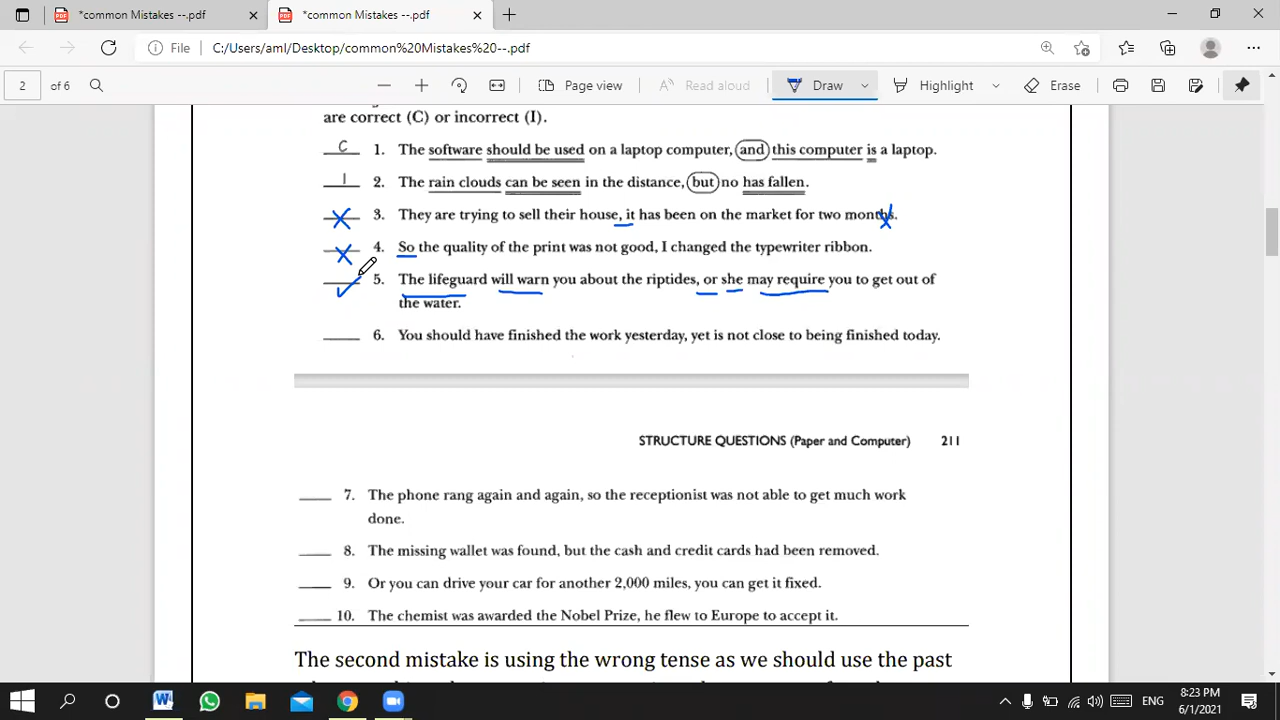 *common Mistakes --.pdf
*common Mistakes --.pdf
File C:/Users/aml/Desktop/common%20Mistakes%20--.pdf
2 of 6 Page view Read aloud Draw Highlight Erase
are correct (C) or incorrect (I).
C 1. The software should be used on a laptop computer, and this computer is a laptop.
I 2. The rain clouds can be seen in the distance, but no has fallen.
3. They are trying to sell their house, it has been on the market for two months.
4. So the quality of the print was not good, I changed the typewriter ribbon.
5. The lifeguard will warn you about the riptides, or she may require you to get out of
the water.
6. You should have finished the work yesterday, yet is not close to being finished today.
STRUCTURE QUESTIONS (Paper and Computer) 211
7. The phone rang again and again, so the receptionist was not able to get much work
done.
8. The missing wallet was found, but the cash and credit cards had been removed.
9. Or you can drive your car for another 2,000 miles, you can get it fixed.
10. The chemist was awarded the Nobel Prize, he flew to Europe to accept it.
The second mistake is using the wrong tense as we should use the past
ENG 8:23 PM
6/1/2021